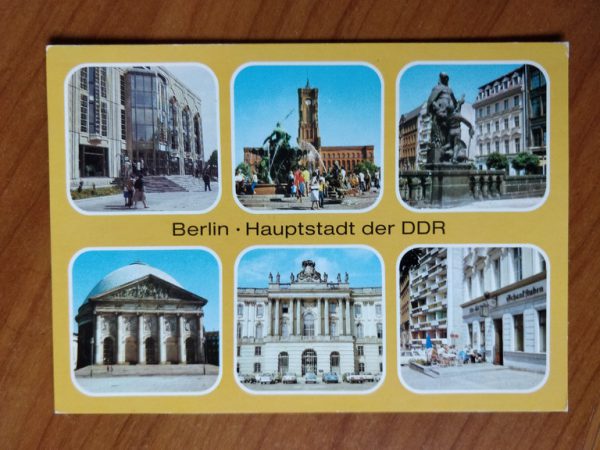 Berlin · Hauptstadt der DDR